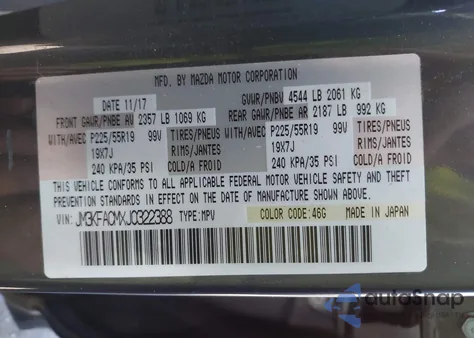 MFD. BY MAZDA MOTOR CORPORATION
DATE 11/17 GVWR/PNBV 4544 LB 2061 KG
FRONT GAWR/PNBE AV 2357 LB 1069 KG REAR GAWR/PNBE AR 2187 LB 992 KG
WITH/AVEC P225/55R19 99V TIRES/PNEUS WITH/AVEC P225/55R19 99V TIRES/PNEUS
19X7J RIMS/JANTES 19X7J RIMS/JANTES
240 KPA/35 PSI COLD/A FROID 240 KPA/35 PSI COLD/A FROID
THIS VEHICLE CONFORMS TO ALL APPLICABLE FEDERAL MOTOR VEHICLE SAFETY AND THEFT
PREVENTION STANDARDS IN EFFECT ON THE DATE OF MANUFACTURE SHOWN ABOVE.
VIN: JM3KFACMXJ0322388 TYPE: MPV COLOR CODE: 46G MADE IN JAPAN
autoSnap